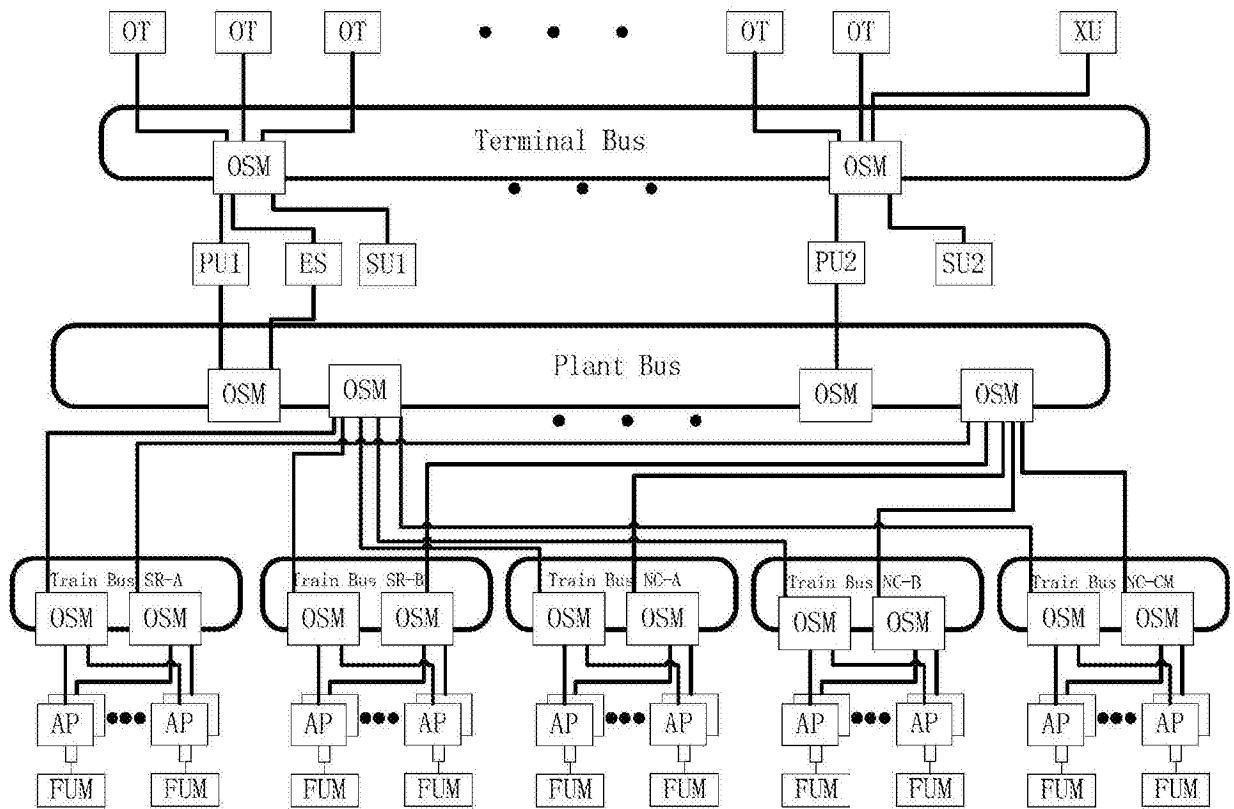 OT OT OT OT OT XU
Terminal Bus
OSM OSM
PU1 ES SU1 PU2 SU2
Plant Bus
OSM OSM OSM OSM
Train Bus SR-A Train Bus SR-B Train Bus NC-A Train Bus NC-B Train Bus NC-CM
OSM OSM OSM OSM OSM OSM OSM OSM OSM OSM
AP AP AP AP AP AP AP AP AP AP
FUM FUM FUM FUM FUM FUM FUM FUM FUM FUM